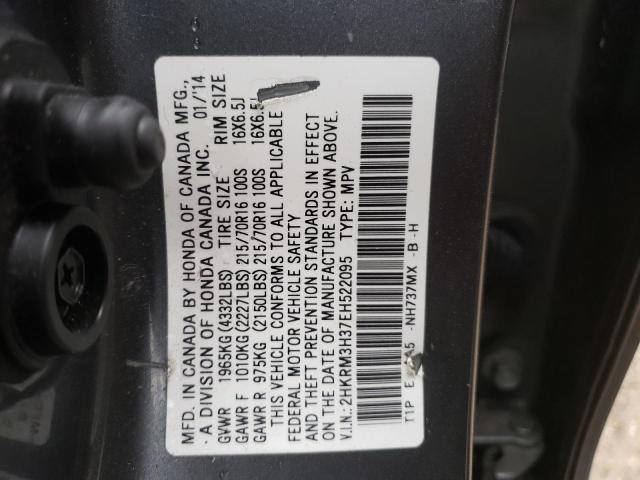 MFD. IN CANADA BY HONDA OF CANADA MFG.,
A DIVISION OF HONDA CANADA INC. 01/'14
GVWR 1965KG (4332LBS) TIRE SIZE RIM SIZE
GAWR F 1010KG (2227LBS) 215/70R16 100S 16X6.5J
GAWR R 975KG (2150LBS) 215/70R16 100S 16X6.5J
THIS VEHICLE CONFORMS TO ALL APPLICABLE
FEDERAL MOTOR VEHICLE SAFETY
AND THEFT PREVENTION STANDARDS IN EFFECT
ON THE DATE OF MANUFACTURE SHOWN ABOVE.
V.I.N.: 2HKRM3H37EH522095 TYPE: MPV
T1P NH737MX -B -H